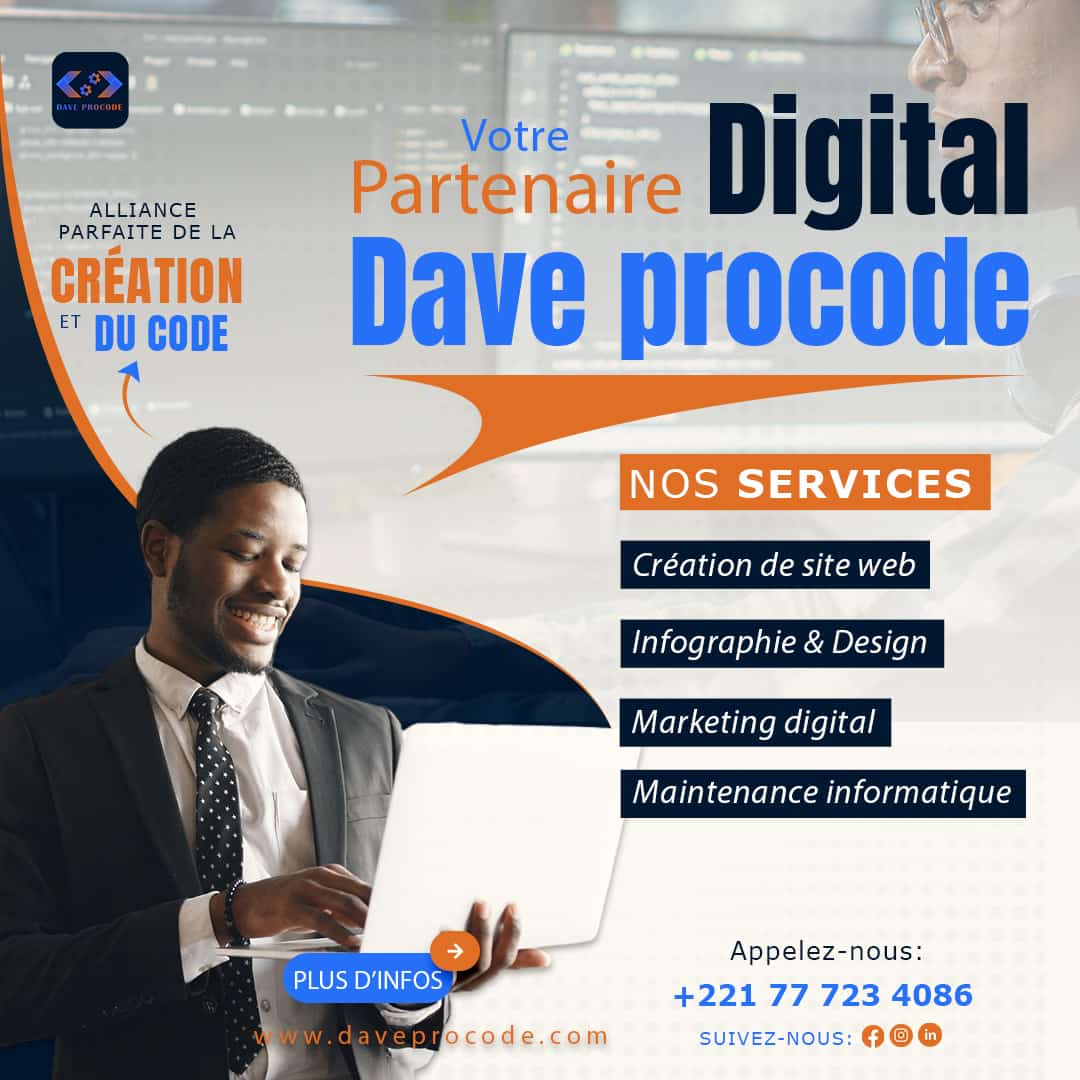 DAVE PROCODE
Votre
Partenaire Digital
Dave procode
ALLIANCE
PARFAITE DE LA
CRÉATION
ET DU CODE
NOS SERVICES
Création de site web
Infographie & Design
Marketing digital
Maintenance informatique
PLUS D'INFOS
www.daveprocode.com
Appelez-nous:
+221 77 723 4086
SUIVEZ-NOUS: